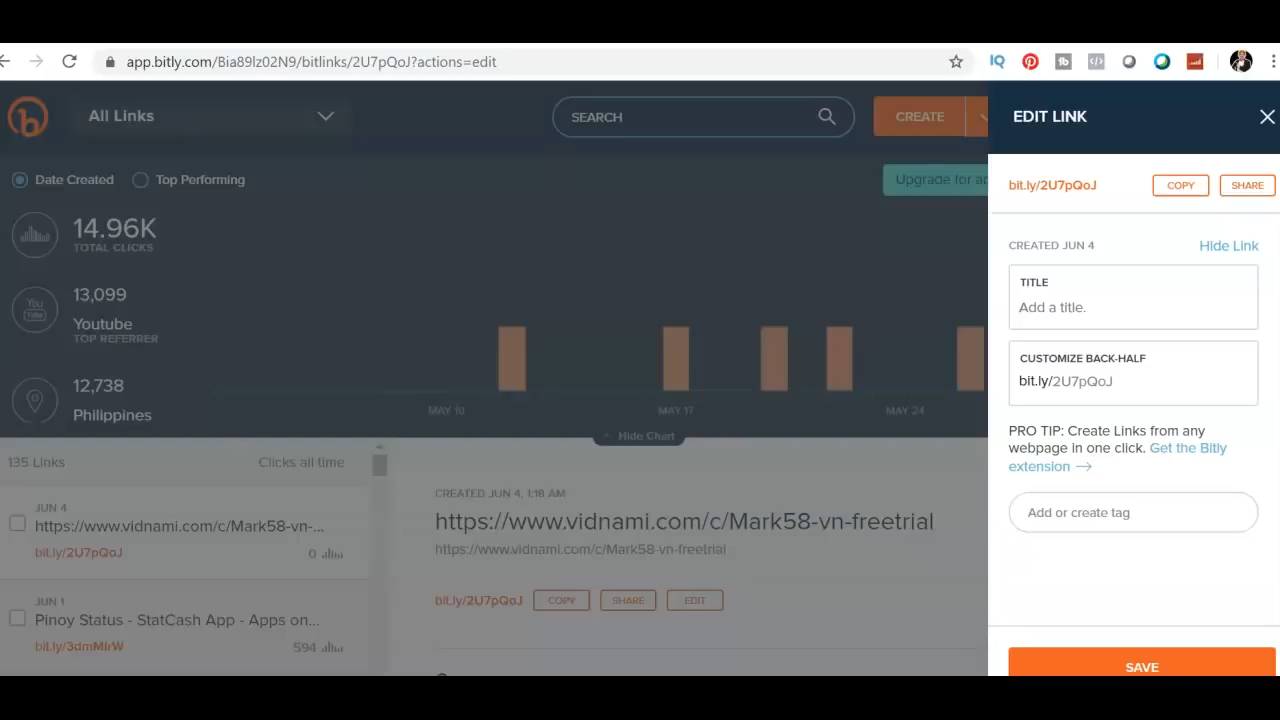 app.bitly.com/Bia89lz02N9/bitlinks/2U7pQoJ?actions=edit
All Links
SEARCH
CREATE
EDIT LINK
Date Created
Top Performing
Upgrade for
bit.ly/2U7pQoJ
COPY
SHARE
14.96K
TOTAL CLICKS
CREATED JUN 4
Hide Link
TITLE
Add a title.
13,099
Youtube
TOP REFERRER
CUSTOMIZE BACK-HALF
bit.ly/2U7pQoJ
12,738
Philippines
MAY 10
MAY 17
MAY 24
Hide Chart
PRO TIP: Create Links from any
webpage in one click. Get the Bitly
extension →
Add or create tag
SAVE
135 Links
Clicks all time
JUN 4
https://www.vidnami.com/c/Mark58-vn-...
bit.ly/2U7pQoJ
0
JUN 1
Pinoy Status - StatCash App - Apps on...
bit.ly/3dmMIrW
594
CREATED JUN 4, 1:18 AM
https://www.vidnami.com/c/Mark58-vn-freetrial
https://www.vidnami.com/c/Mark58-vn-freetrial
bit.ly/2U7pQoJ
COPY
SHARE
EDIT